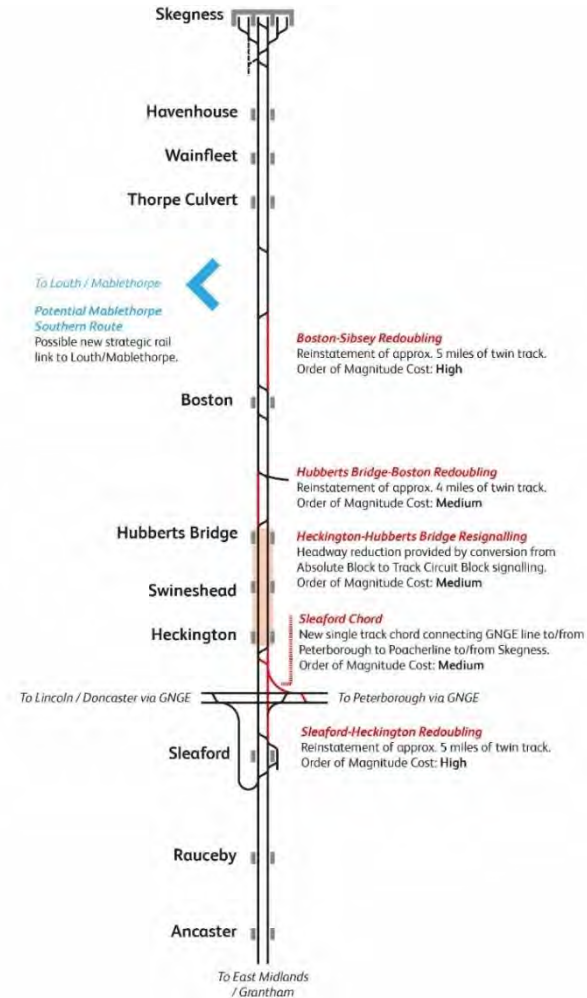 Skegness
Havenhouse
Wainfleet
Thorpe Culvert
To Louth / Mablethorpe
Potential Mablethorpe
Southern Route
Possible new strategic rail
link to Louth/Mablethorpe.
Boston-Sibsey Redoubling
Reinstatement of approx. 5 miles of twin track.
Order of Magnitude Cost: High
Boston
Hubberts Bridge-Boston Redoubling
Reinstatement of approx. 4 miles of twin track.
Order of Magnitude Cost: Medium
Hubberts Bridge
Heckington-Hubberts Bridge Resignalling
Headway reduction provided by conversion from
Absolute Block to Track Circuit Block signalling.
Order of Magnitude Cost: Medium
Swineshead
Heckington
Sleaford Chord
New single track chord connecting GNGE line to/from
Peterborough to Poacherline to/from Skegness.
Order of Magnitude Cost: Medium
To Lincoln / Doncaster via GNGE
To Peterborough via GNGE
Sleaford-Heckington Redoubling
Reinstatement of approx. 5 miles of twin track.
Order of Magnitude Cost: High
Sleaford
Rauceby
Ancaster
To East Midlands
/ Grantham